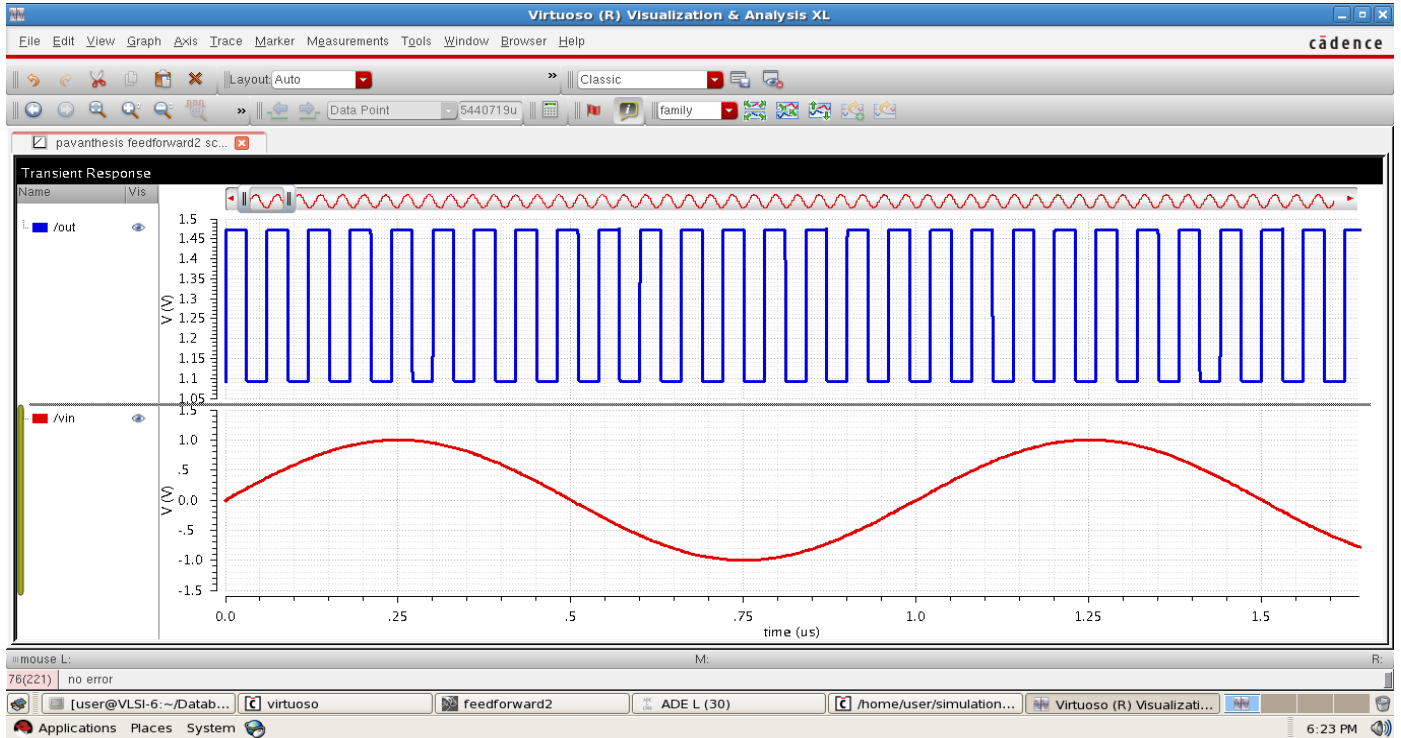 Virtuoso (R) Visualization & Analysis XL
File Edit View Graph Axis Trace Marker Measurements Tools Window Browser Help
cādence
Layout: Auto » Classic
» Data Point 5440719u family
pavanthesis feedforward2 sc...
Transient Response
Name Vis
/out
1.5
1.45
1.4
1.35
1.3
1.25
1.2
1.15
1.1
1.05
V (V)
/vin
1.5
1.0
.5
0.0
-.5
-1.0
-1.5
V (V)
0.0 .25 .5 .75 1.0 1.25 1.5
time (us)
mouse L: M: R:
76(221) no error
[user@VLSI-6:~/Datab... virtuoso feedforward2 ADE L (30) /home/user/simulation... Virtuoso (R) Visualizati...
Applications Places System 6:23 PM